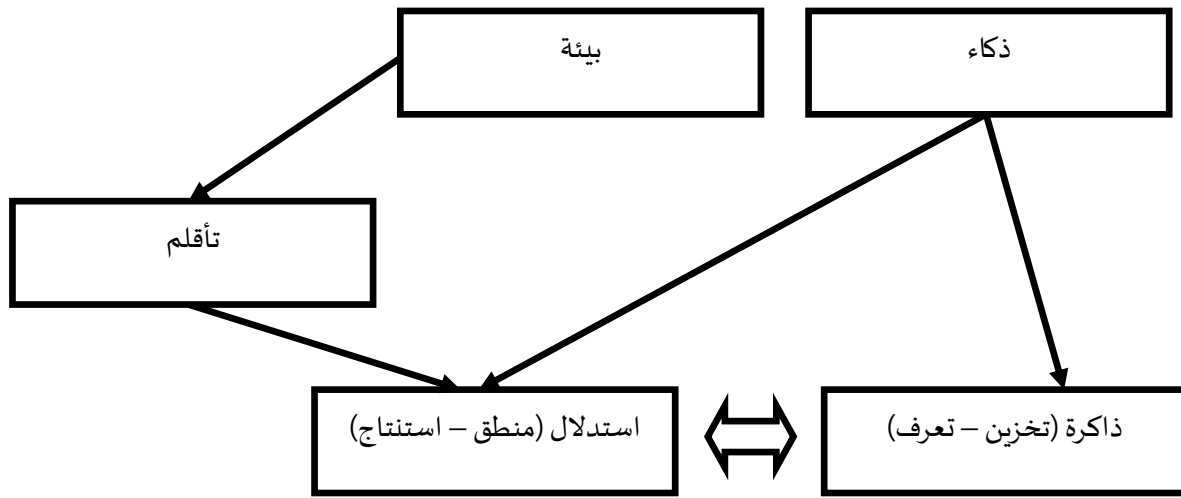 ذكاء
بيئة
تأقلم
ذاكرة (تخزين – تعرف)
استدلال (منطق – استنتاج)